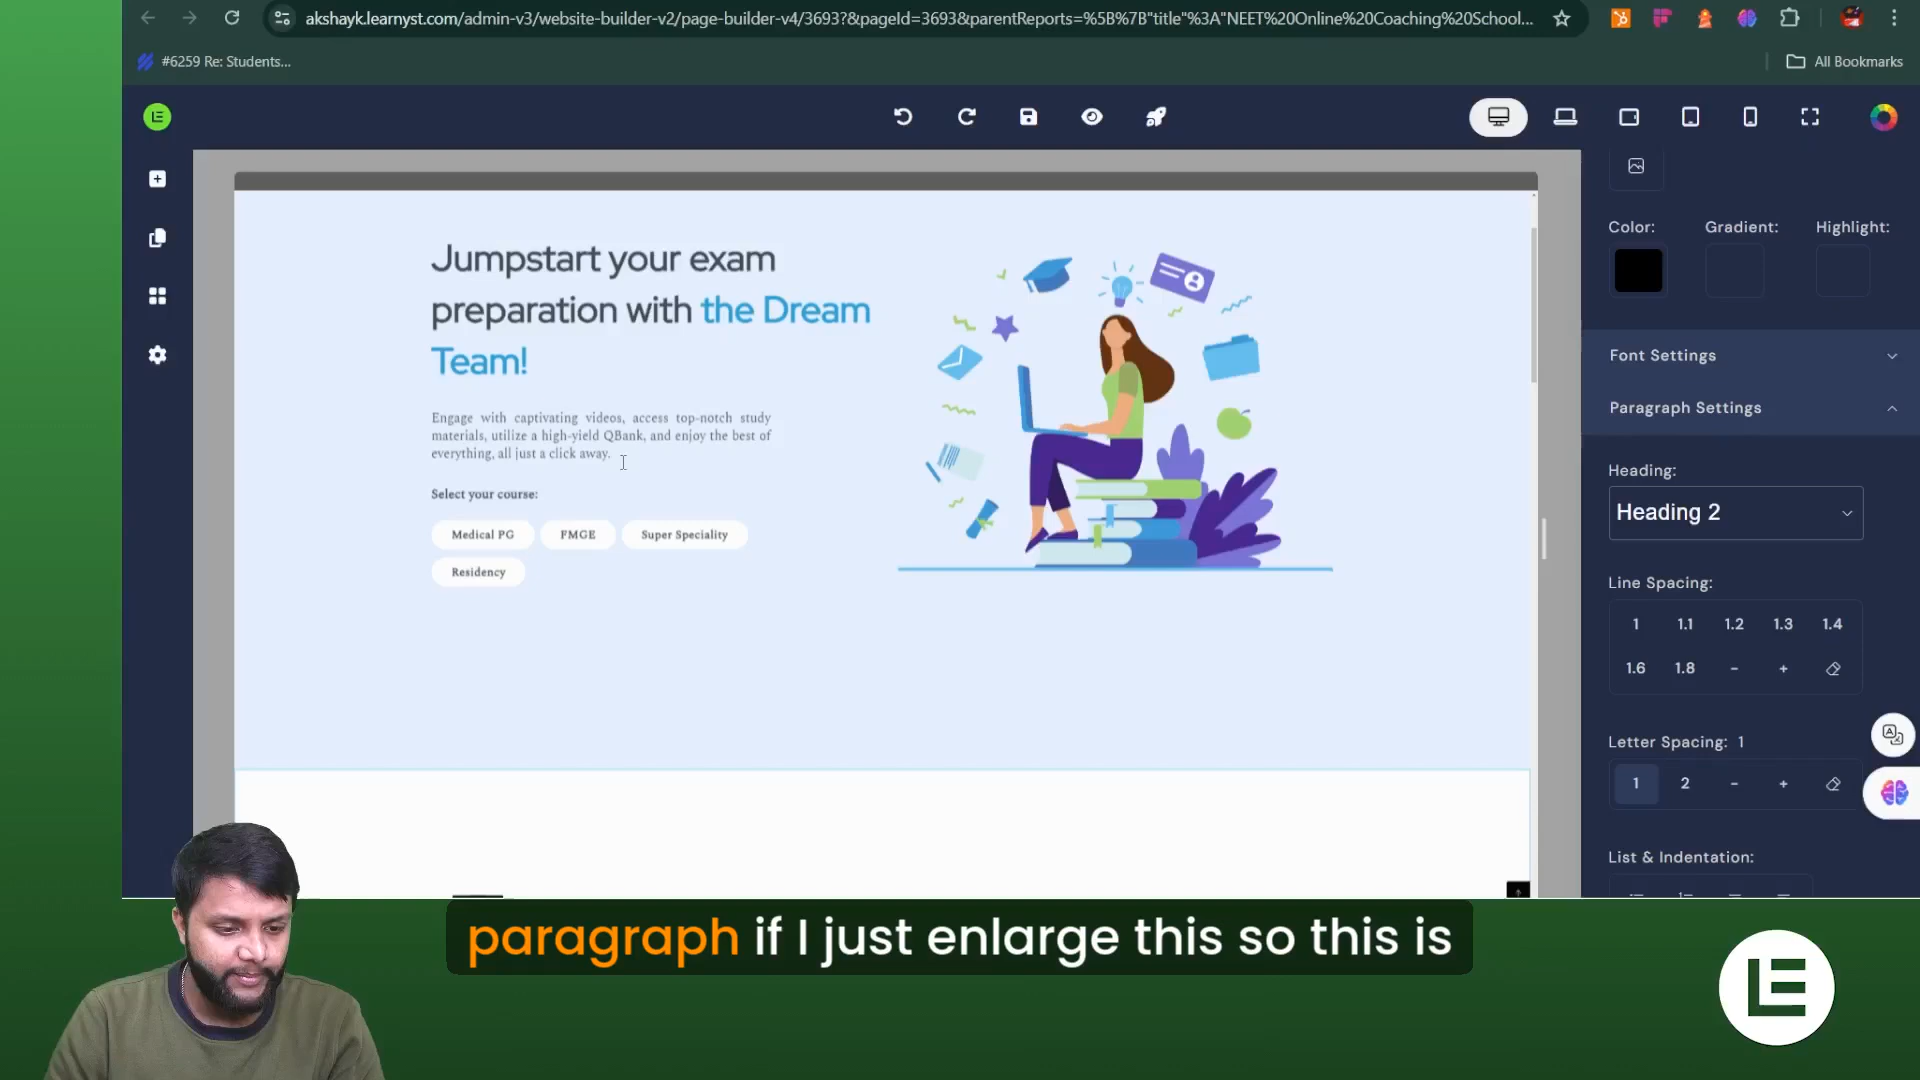 akshayk.learnyst.com/admin-v3/website-builder-v2/page-builder-v4/3693?&pageId=3693&parentReports=%5B%7B"title"%3A"NEET%20Online%20Coaching%20School...
#6259 Re: Students...
All Bookmarks
Color:
Gradient:
Highlight:
Jumpstart your exam
preparation with the Dream
Team!
Engage with captivating videos, access top-notch study
materials, utilize a high-yield QBank, and enjoy the best of
everything, all just a click away.
Select your course:
Medical PG
FMGE
Super Speciality
Residency
Font Settings
Paragraph Settings
Heading:
Heading 2
Line Spacing:
1 1.1 1.2 1.3 1.4
1.6 1.8 - +
Letter Spacing: 1
1 2 - +
List & Indentation:
paragraph if I just enlarge this so this is